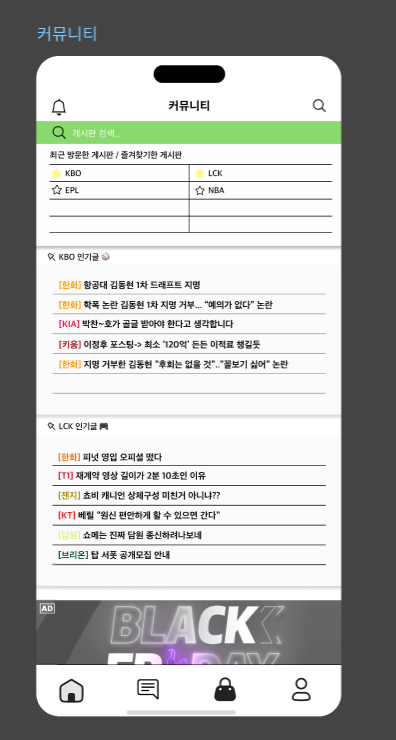 커뮤니티
커뮤니티
게시판 검색...
최근 방문한 게시판 / 즐겨찾기한 게시판
KBO
LCK
EPL
NBA
KBO 인기글
[한화] 항공대 김동현 1차 드래프트 지명
[한화] 학폭 논란 김동현 1차 지명 거부... “예의가 없다” 논란
[KIA] 박찬~호가 골글 받아야 한다고 생각합니다
[키움] 이정후 포스팅-> 최소 ‘120억’ 든든 이적료 챙길듯
[한화] 지명 거부한 김동현 “후회는 없을 것”..”꼴보기 싫어” 논란
LCK 인기글
[한화] 피넛 영입 오피셜 떴다
[T1] 재계약 영상 길이가 2분 10초인 이유
[젠지] 쵸비 캐니언 상체구성 미친거 아니냐??
[KT] 베릴 “원신 편안하게 할 수 있으면 간다”
[담원] 쇼메는 진짜 담원 종신하려나보네
[브리온] 탑 서폿 공개모집 안내
AD
BLACK
FRIDAY